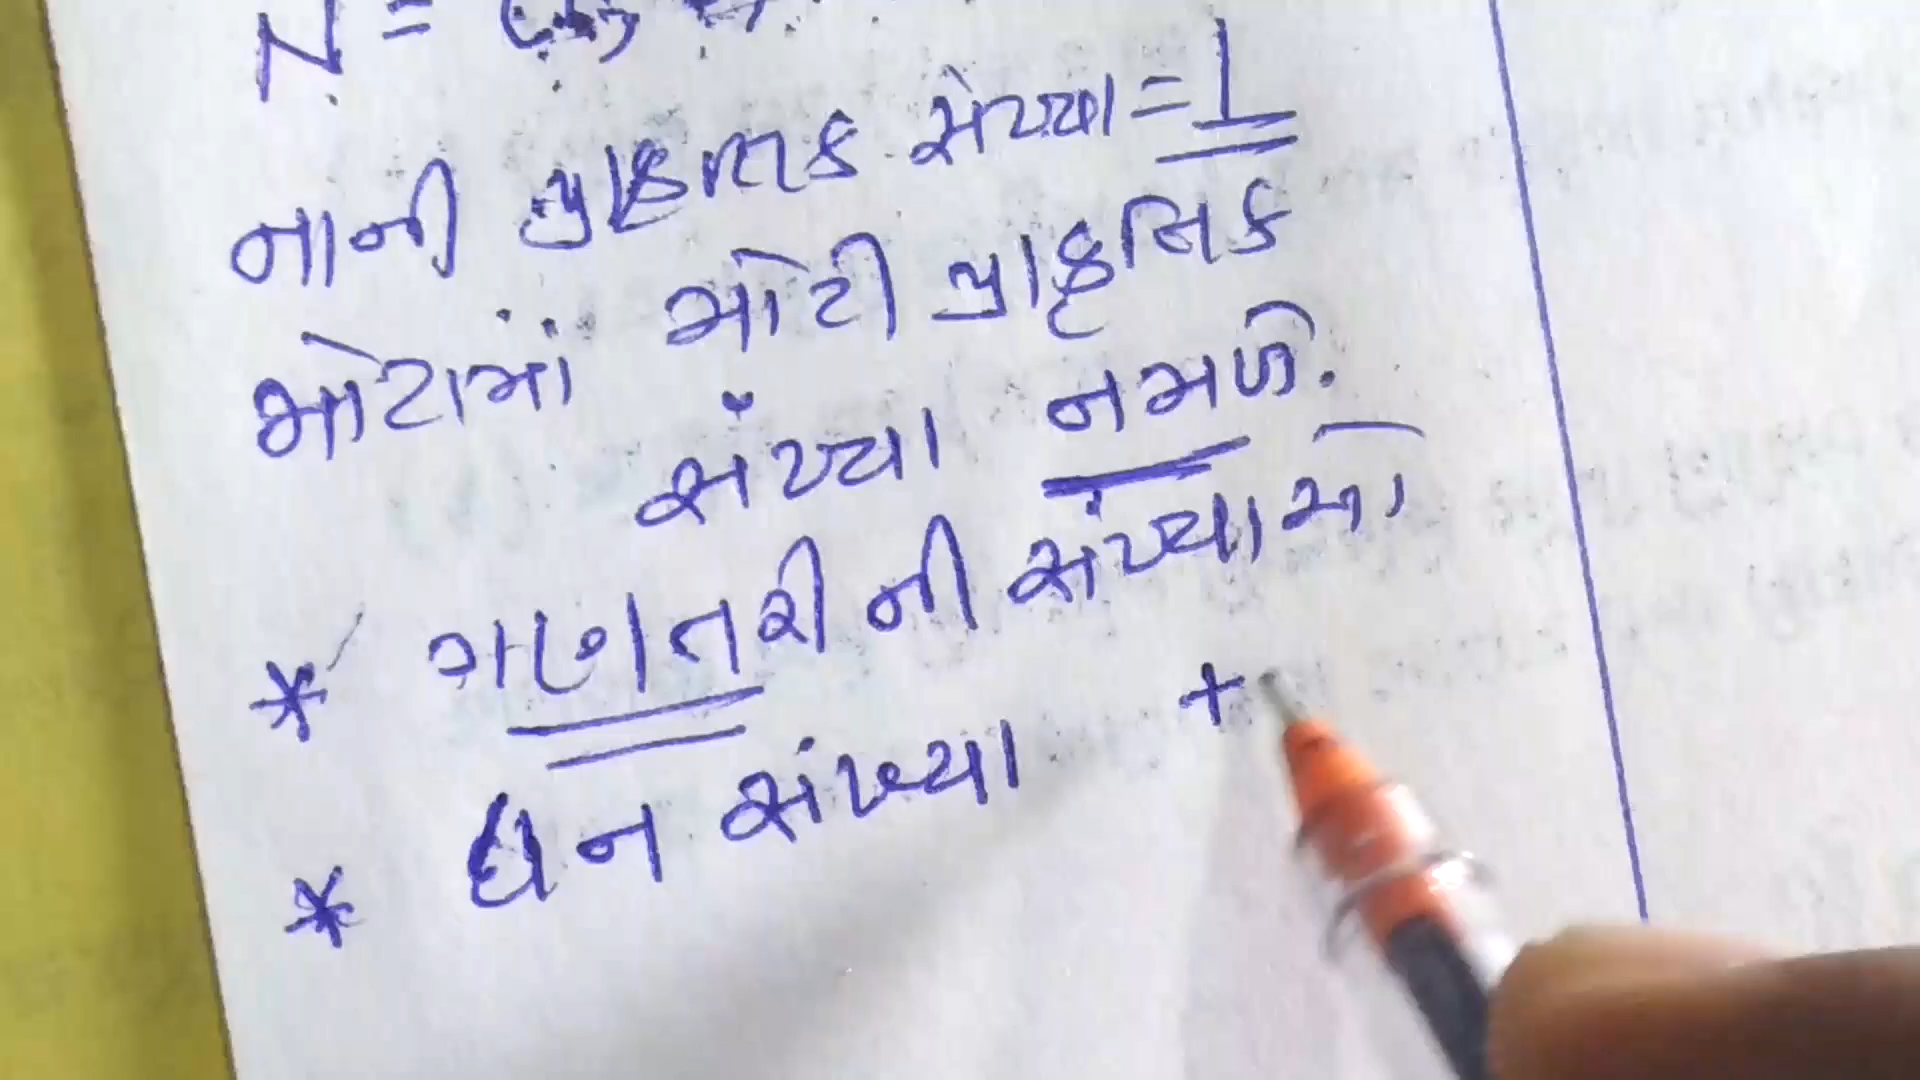 N =
નાની પ્રાકૃતિક સંખ્યા = 1
મોટામાં મોટી પ્રાકૃતિક
સંખ્યા નમળે.
* ગણતરી ની સંખ્યાઓ
* ધન સંખ્યા +